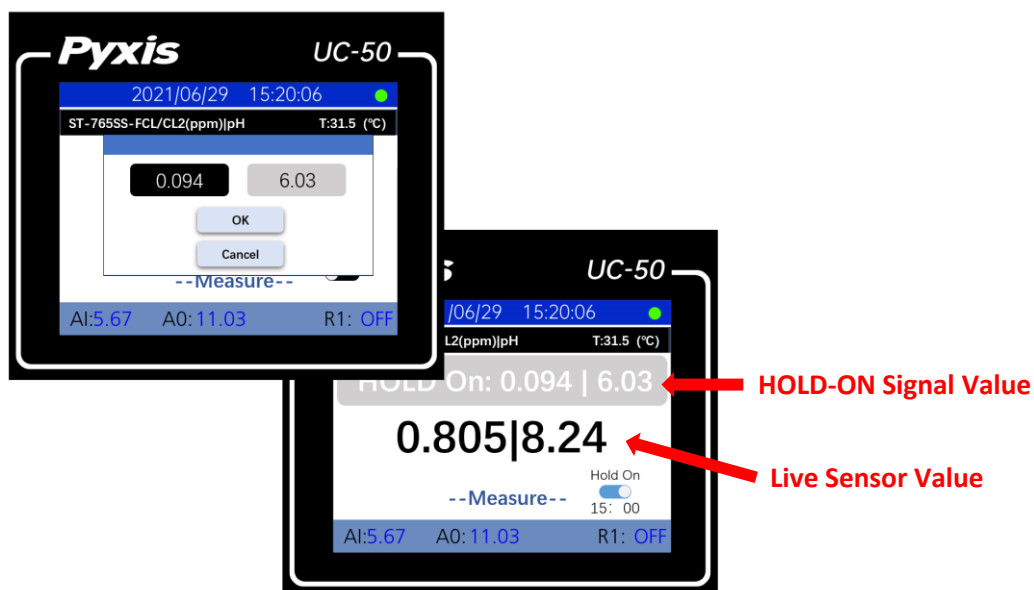 Pyxis UC-50
2021/06/29 15:20:06
ST-765SS-FCL/CL2(ppm)|pH T:31.5 (℃)
0.094 6.03
OK
Cancel
--Measure--
AI:5.67 A0:11.03 R1: OFF
UC-50
/06/29 15:20:06
L2(ppm)|pH T:31.5 (℃)
HOLD On: 0.094 | 6.03
HOLD-ON Signal Value
0.805|8.24
Live Sensor Value
Hold On
--Measure--
15: 00
AI:5.67 A0:11.03 R1: OFF